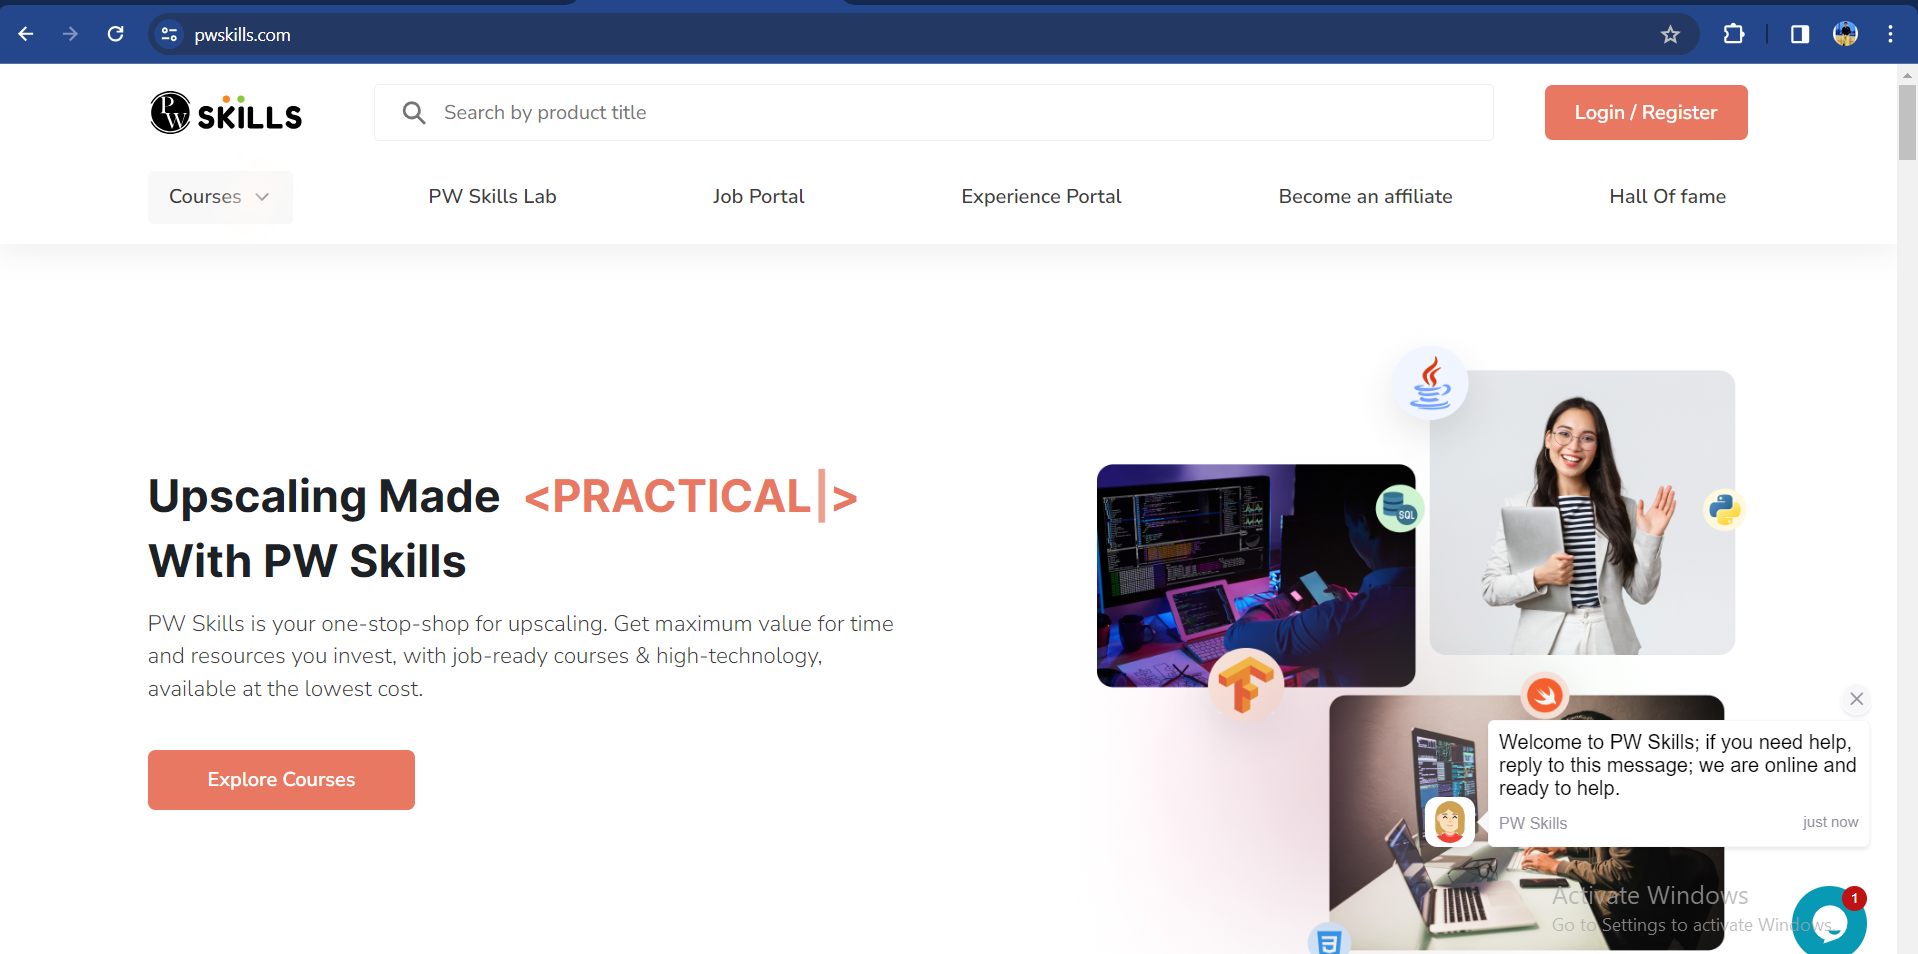 pwskills.com
PW SKILLS
Search by product title
Login / Register
Courses
PW Skills Lab
Job Portal
Experience Portal
Become an affiliate
Hall Of fame
Upscaling Made <PRACTICAL|>
With PW Skills
PW Skills is your one-stop-shop for upscaling. Get maximum value for time
and resources you invest, with job-ready courses & high-technology,
available at the lowest cost.
Explore Courses
SQL
Welcome to PW Skills; if you need help,
reply to this message; we are online and
ready to help.
PW Skills
just now
Activate Windows
Go to Settings to activate Windows.
1